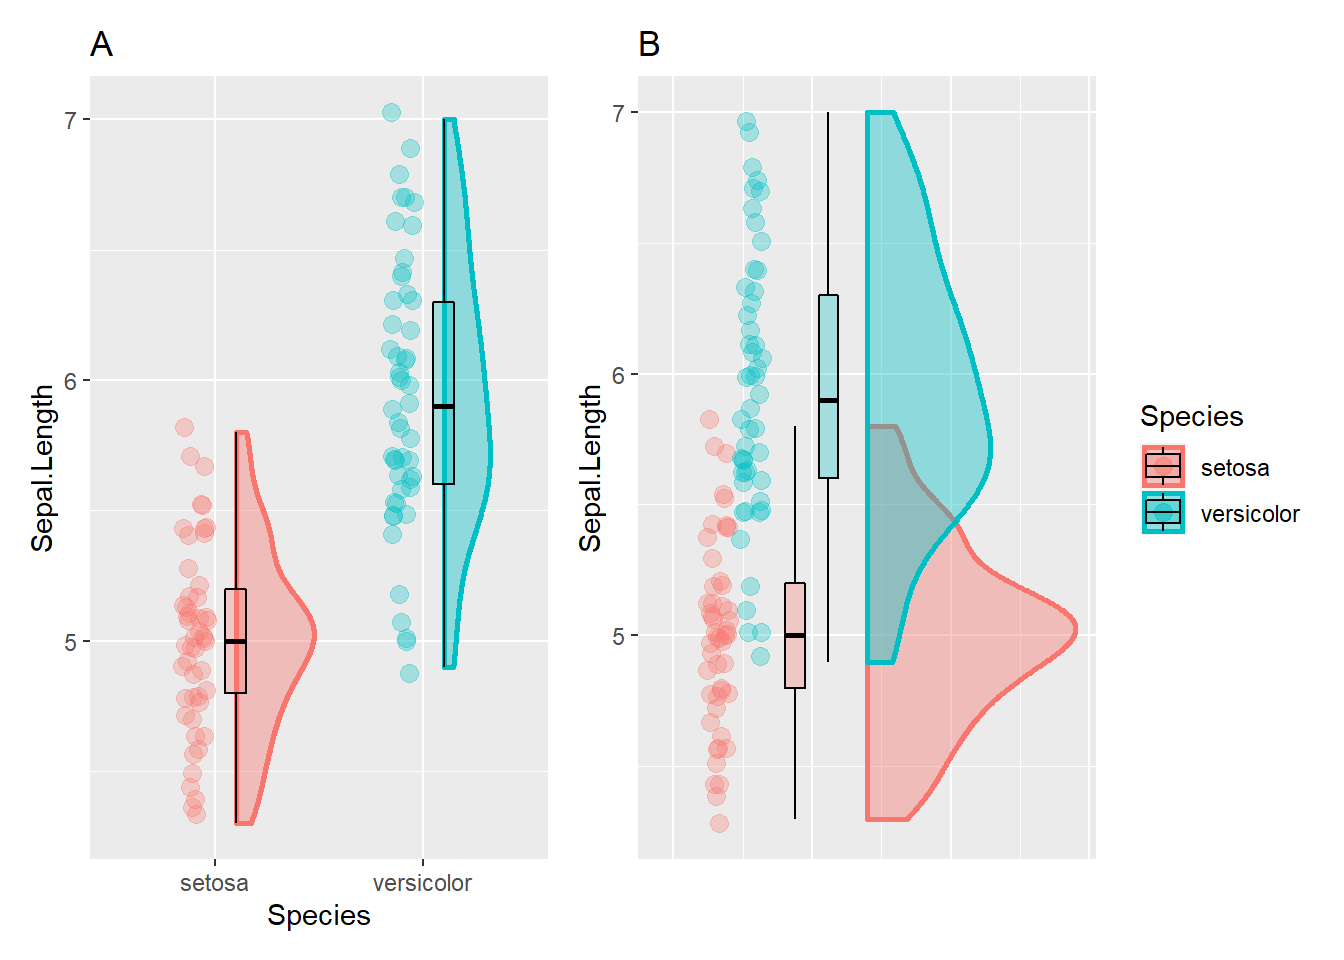 A
7
6
5
Sepal.Length
setosa
versicolor
Species
B
7
6
5
Sepal.Length
Species
setosa
versicolor